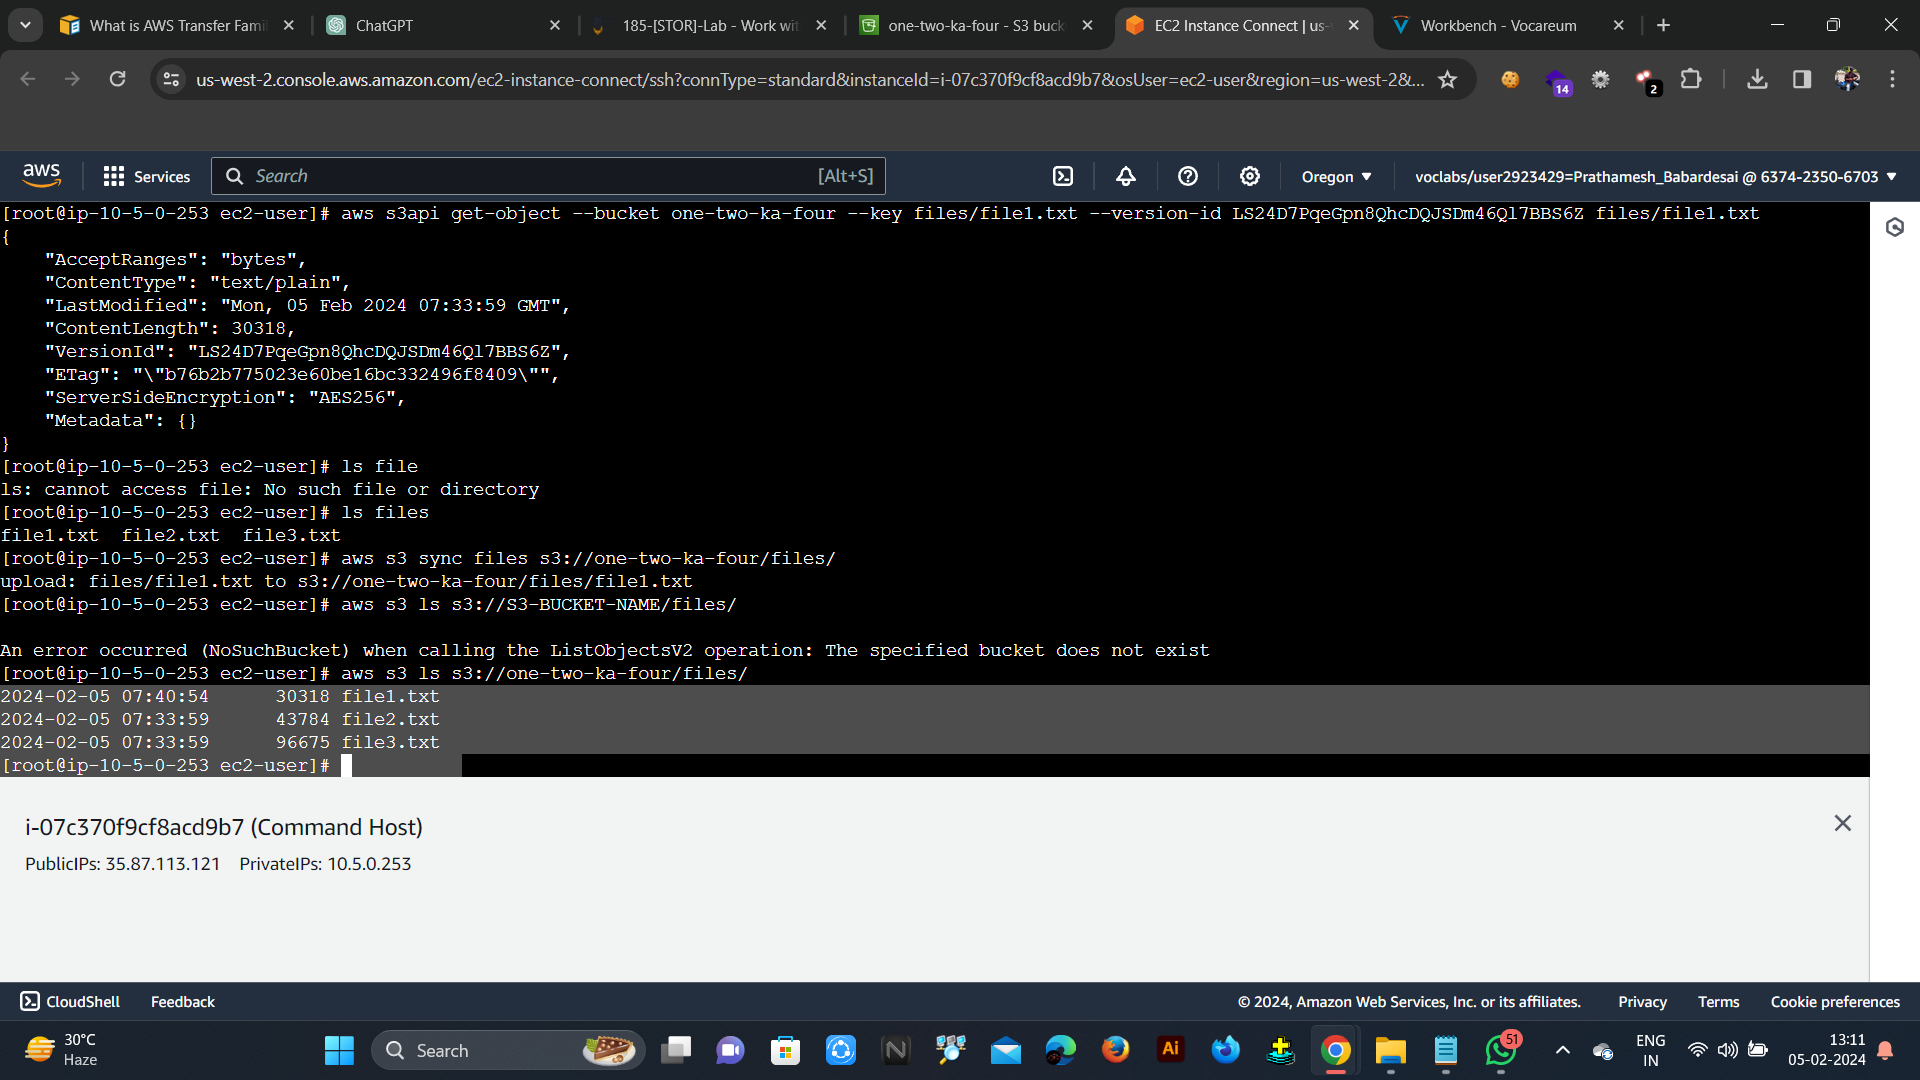 What is AWS Transfer Famil
ChatGPT
185-[STOR]-Lab - Work wit
one-two-ka-four - S3 buck
EC2 Instance Connect | us-
Workbench - Vocareum
us-west-2.console.aws.amazon.com/ec2-instance-connect/ssh?connType=standard&instanceId=i-07c370f9cf8acd9b7&osUser=ec2-user&region=us-west-2&...
14
2
aws
Services
Search
[Alt+S]
Oregon
voclabs/user2923429=Prathamesh_Babardesai @ 6374-2350-6703
[root@ip-10-5-0-253 ec2-user]# aws s3api get-object --bucket one-two-ka-four --key files/file1.txt --version-id LS24D7PqeGpn8QhcDQJSDm46Ql7BBS6Z files/file1.txt
{
    "AcceptRanges": "bytes",
    "ContentType": "text/plain",
    "LastModified": "Mon, 05 Feb 2024 07:33:59 GMT",
    "ContentLength": 30318,
    "VersionId": "LS24D7PqeGpn8QhcDQJSDm46Ql7BBS6Z",
    "ETag": "\"b76b2b775023e60be16bc332496f8409\"",
    "ServerSideEncryption": "AES256",
    "Metadata": {}
}
[root@ip-10-5-0-253 ec2-user]# ls file
ls: cannot access file: No such file or directory
[root@ip-10-5-0-253 ec2-user]# ls files
file1.txt  file2.txt  file3.txt
[root@ip-10-5-0-253 ec2-user]# aws s3 sync files s3://one-two-ka-four/files/
upload: files/file1.txt to s3://one-two-ka-four/files/file1.txt
[root@ip-10-5-0-253 ec2-user]# aws s3 ls s3://S3-BUCKET-NAME/files/
An error occurred (NoSuchBucket) when calling the ListObjectsV2 operation: The specified bucket does not exist
[root@ip-10-5-0-253 ec2-user]# aws s3 ls s3://one-two-ka-four/files/
2024-02-05 07:40:54      30318 file1.txt
2024-02-05 07:33:59      43784 file2.txt
2024-02-05 07:33:59      96675 file3.txt
[root@ip-10-5-0-253 ec2-user]#
i-07c370f9cf8acd9b7 (Command Host)
PublicIPs: 35.87.113.121 PrivateIPs: 10.5.0.253
CloudShell
Feedback
© 2024, Amazon Web Services, Inc. or its affiliates.
Privacy
Terms
Cookie preferences
30°C
Haze
Search
Ai
51
ENG
IN
13:11
05-02-2024